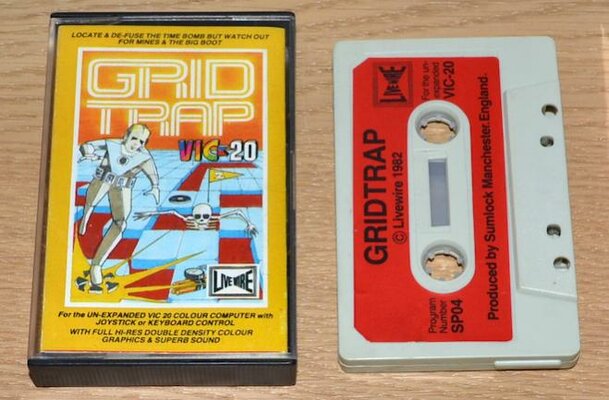 LOCATE & DE-FUSE THE TIME BOMB BUT WATCH OUT
FOR MINES & THE BIG BOOT
GRID
TRAP
VIC-20
2
LIVEWIRE
For the UN-EXPANDED VIC 20 COLOUR COMPUTER with
JOYSTICK or KEYBOARD CONTROL
WITH FULL HI-RES DOUBLE DENSITY COLOUR
GRAPHICS & SUPERB SOUND
LIVEWIRE
For the un-
expanded
VIC-20
GRIDTRAP
© Livewire 1982
Program
Number
SP04
Produced by Sumlock Manchester England.